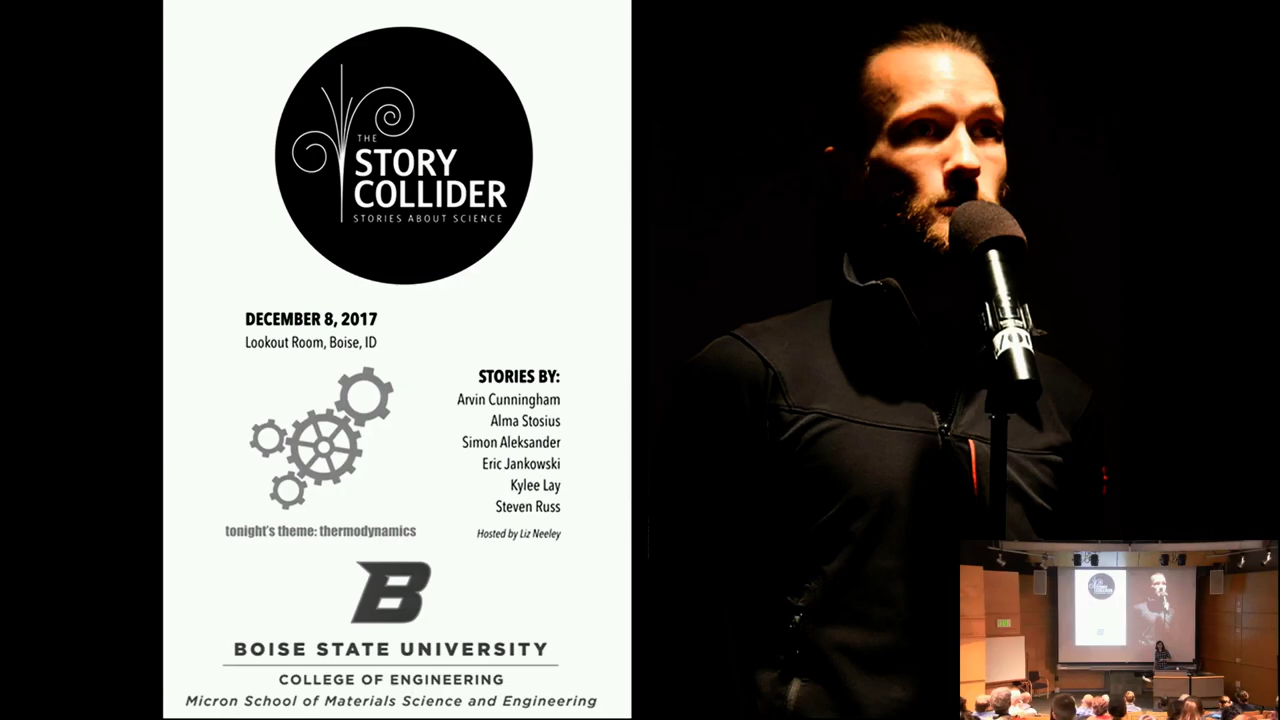 THE
STORY
COLLIDER
STORIES ABOUT SCIENCE
DECEMBER 8, 2017
Lookout Room, Boise, ID
STORIES BY:
Arvin Cunningham
Alma Stosius
Simon Aleksander
Eric Jankowski
Kylee Lay
Steven Russ
Hosted by Liz Neeley
tonight's theme: thermodynamics
B
BOISE STATE UNIVERSITY
COLLEGE OF ENGINEERING
Micron School of Materials Science and Engineering